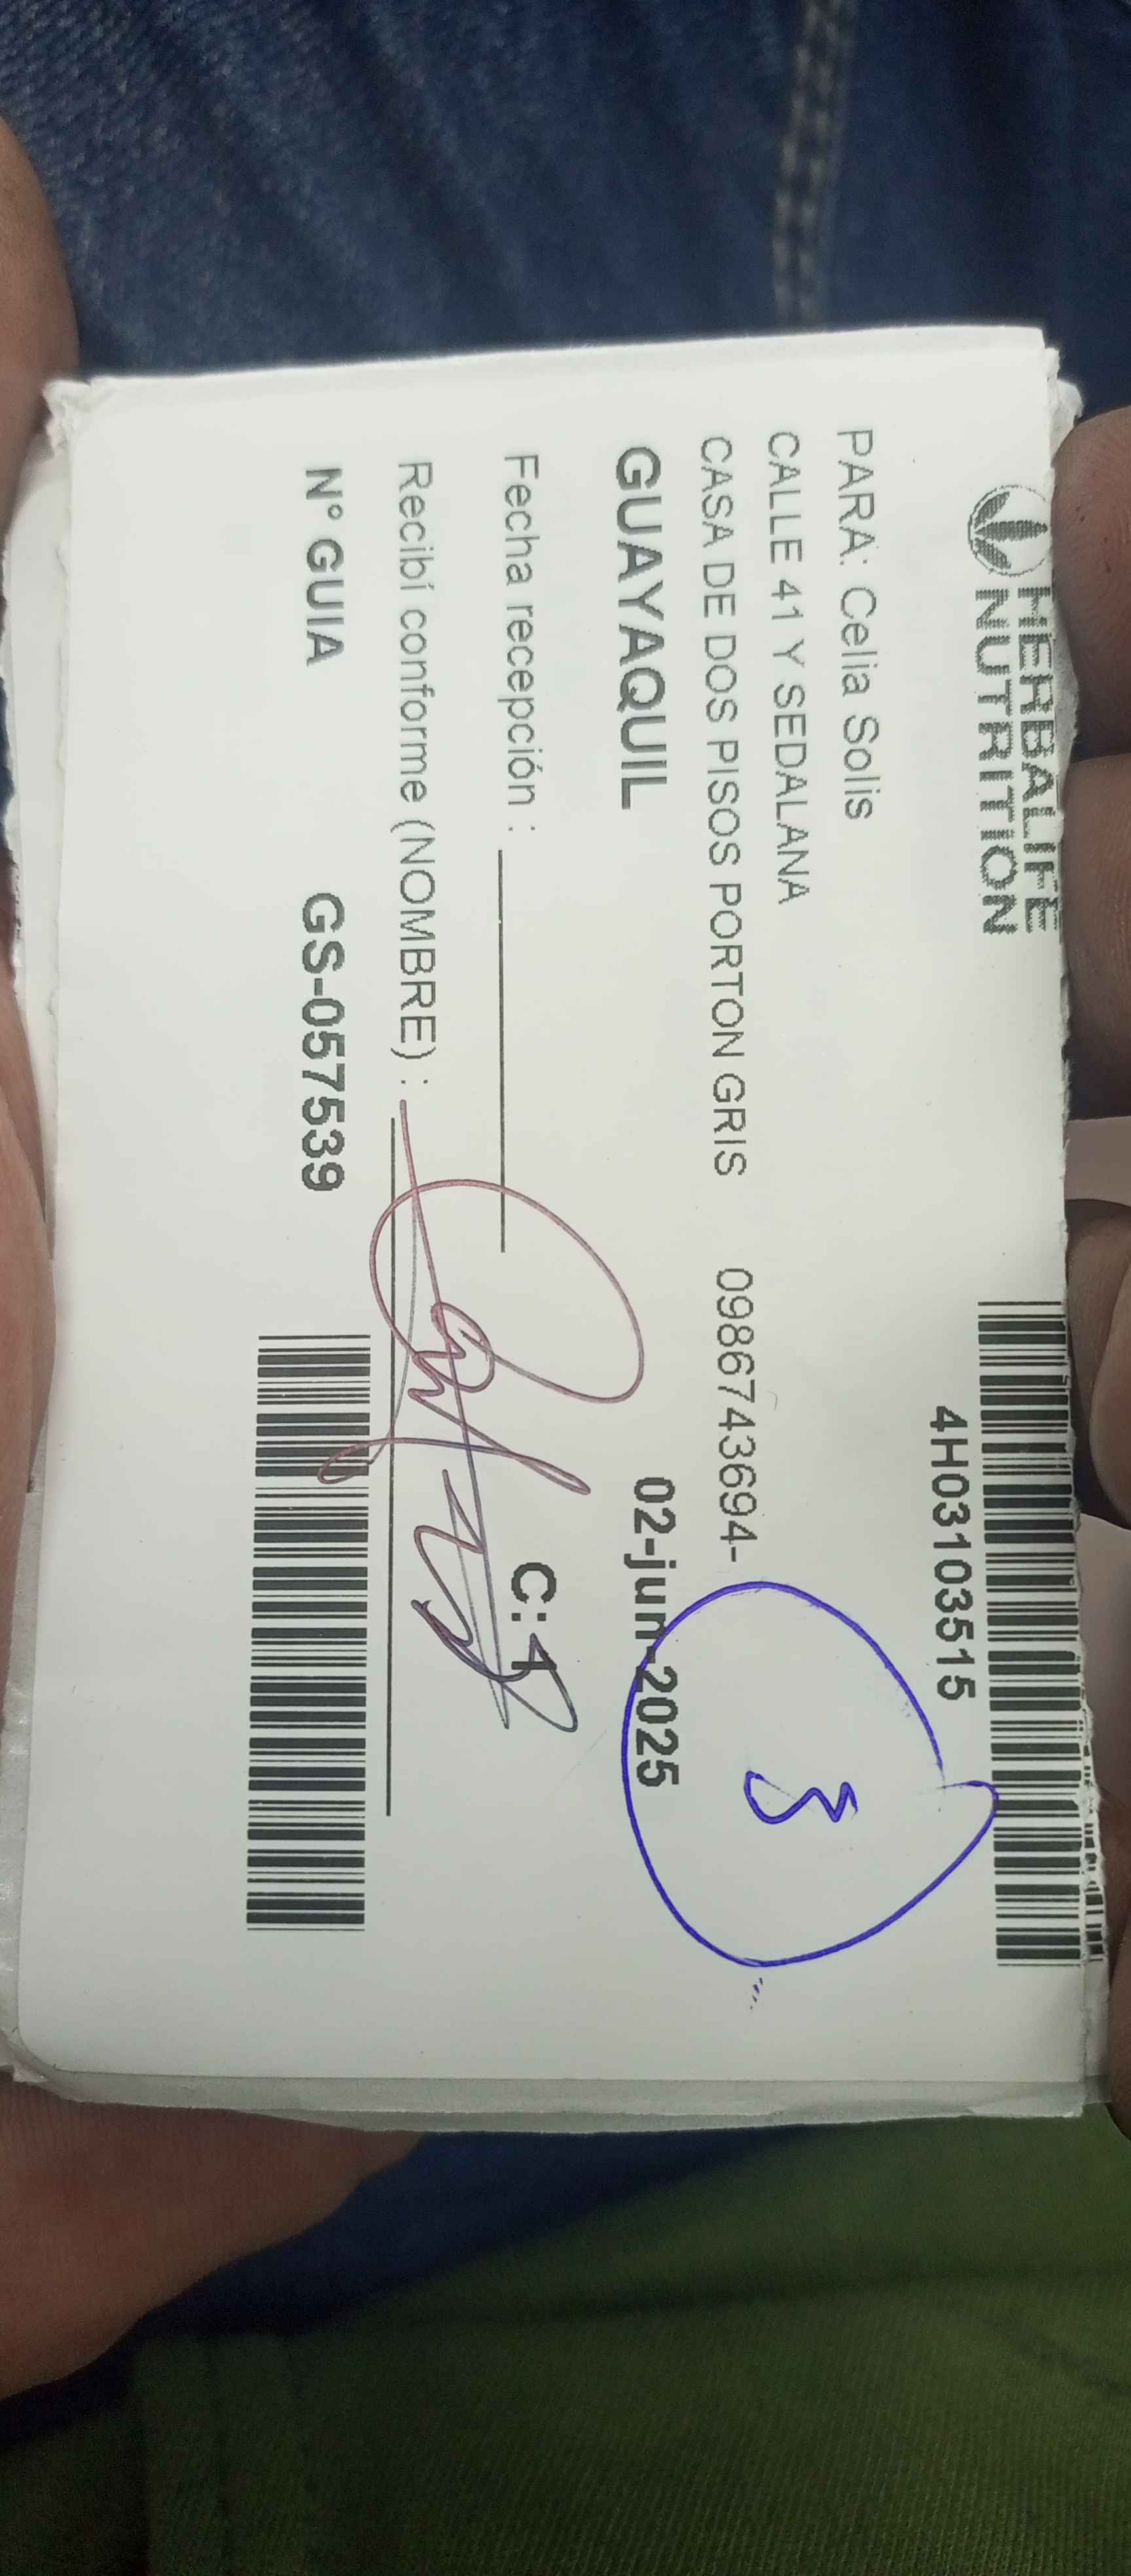 HERBALIFE
NUTRITION
4H03103515
PARA: Celia Solis
CALLE 41 Y SEDALANA
CASA DE DOS PISOS PORTON GRIS 0986743694-
3
GUAYAQUIL 02-jun-2025
Fecha recepción :
C:1
Recibí conforme (NOMBRE) :
N° GUIA GS-057539